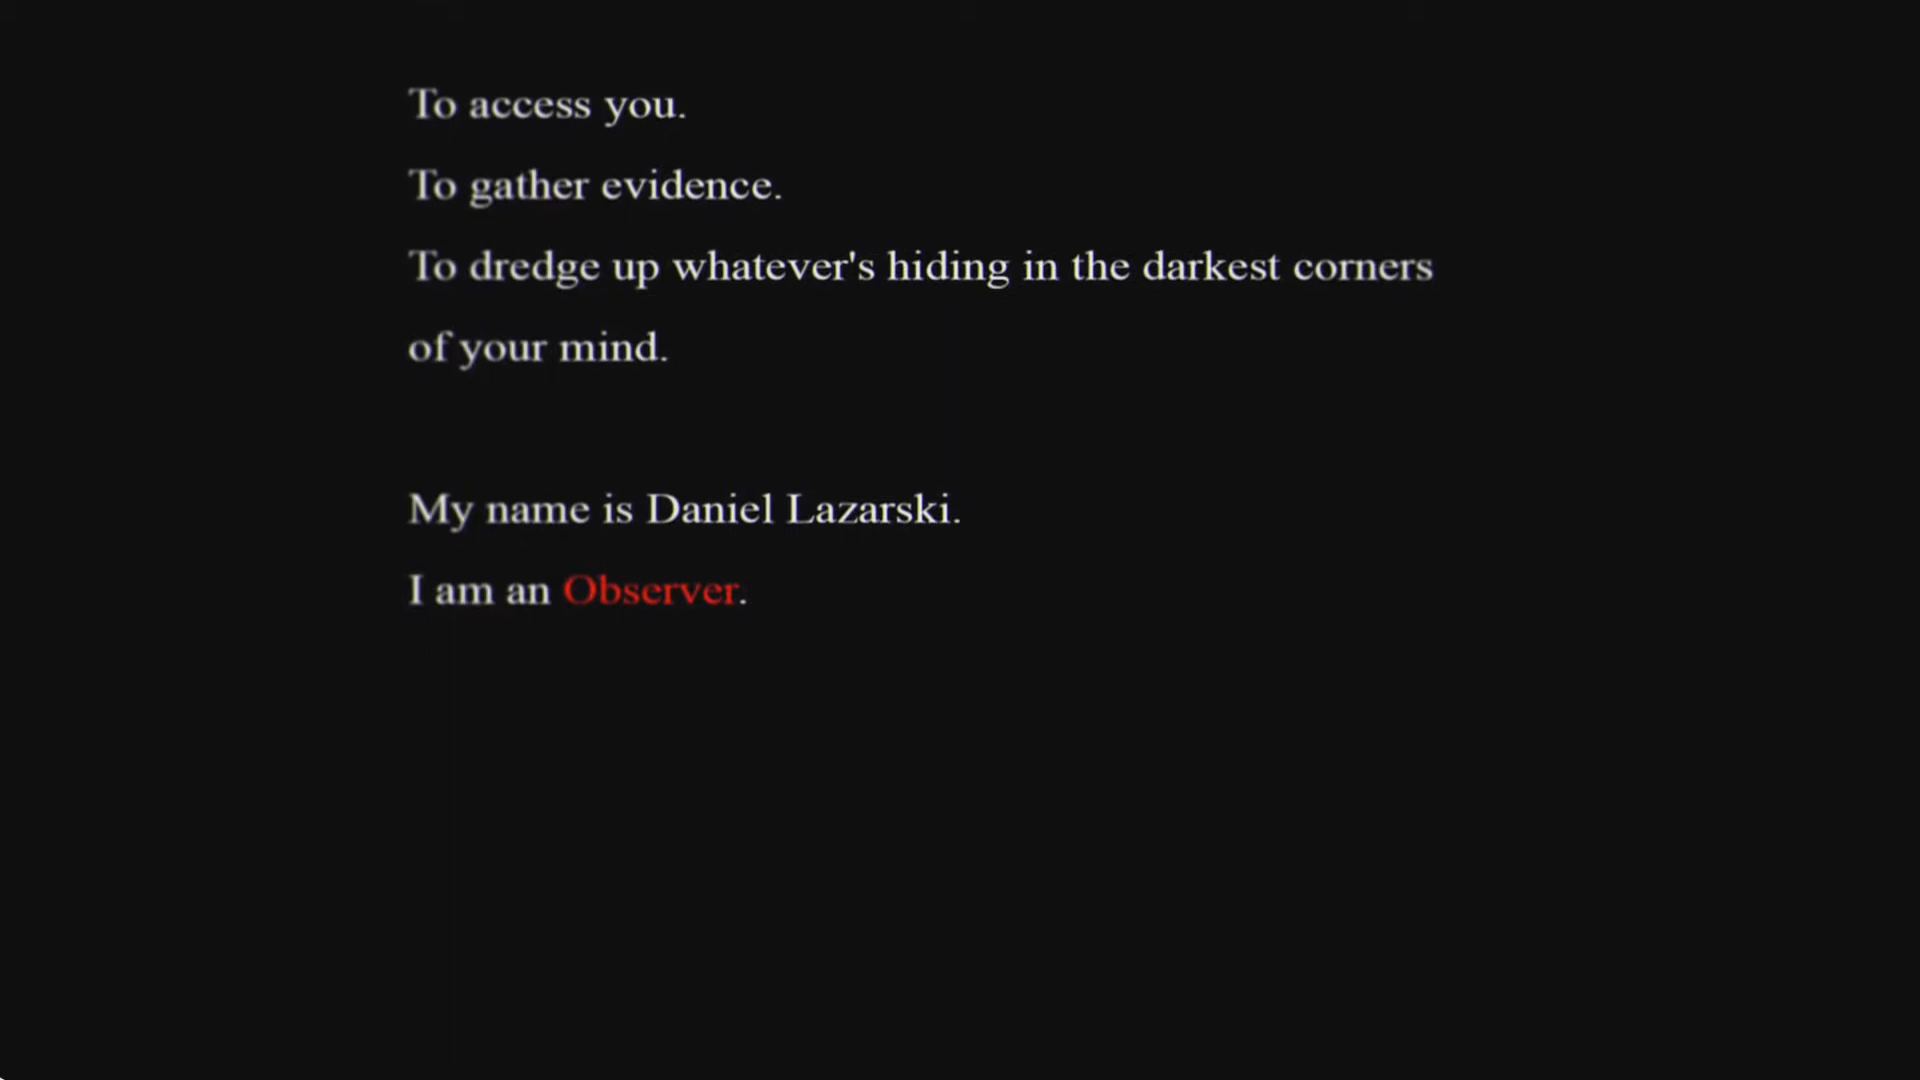 To access you.
To gather evidence.
To dredge up whatever's hiding in the darkest corners
of your mind.
My name is Daniel Lazarski.
I am an Observer.